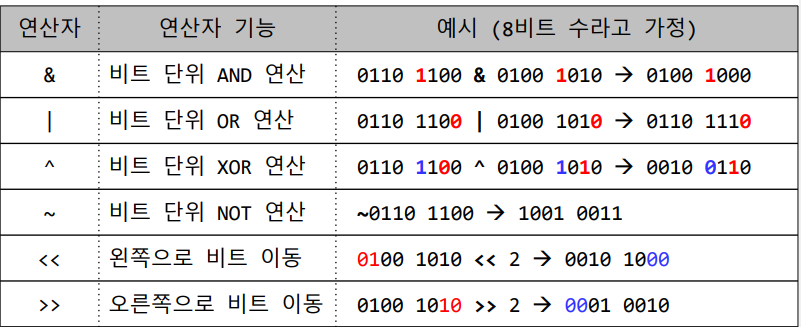 연산자 연산자 기능 예시 (8비트 수라고 가정)
& 비트 단위 AND 연산 0110 1100 & 0100 1010 → 0100 1000
| 비트 단위 OR 연산 0110 1100 | 0100 1010 → 0110 1110
^ 비트 단위 XOR 연산 0110 1100 ^ 0100 1010 → 0010 0110
~ 비트 단위 NOT 연산 ~0110 1100 → 1001 0011
<< 왼쪽으로 비트 이동 0100 1010 << 2 → 0010 1000
>> 오른쪽으로 비트 이동 0100 1010 >> 2 → 0001 0010